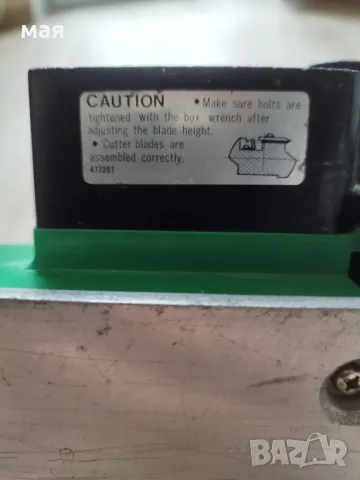 мая
CAUTION • Make sure bolts are
tightened with the box wrench after
adjusting the blade height.
• Cutter blades are
assembled correctly.
477207
BAZAR
bg